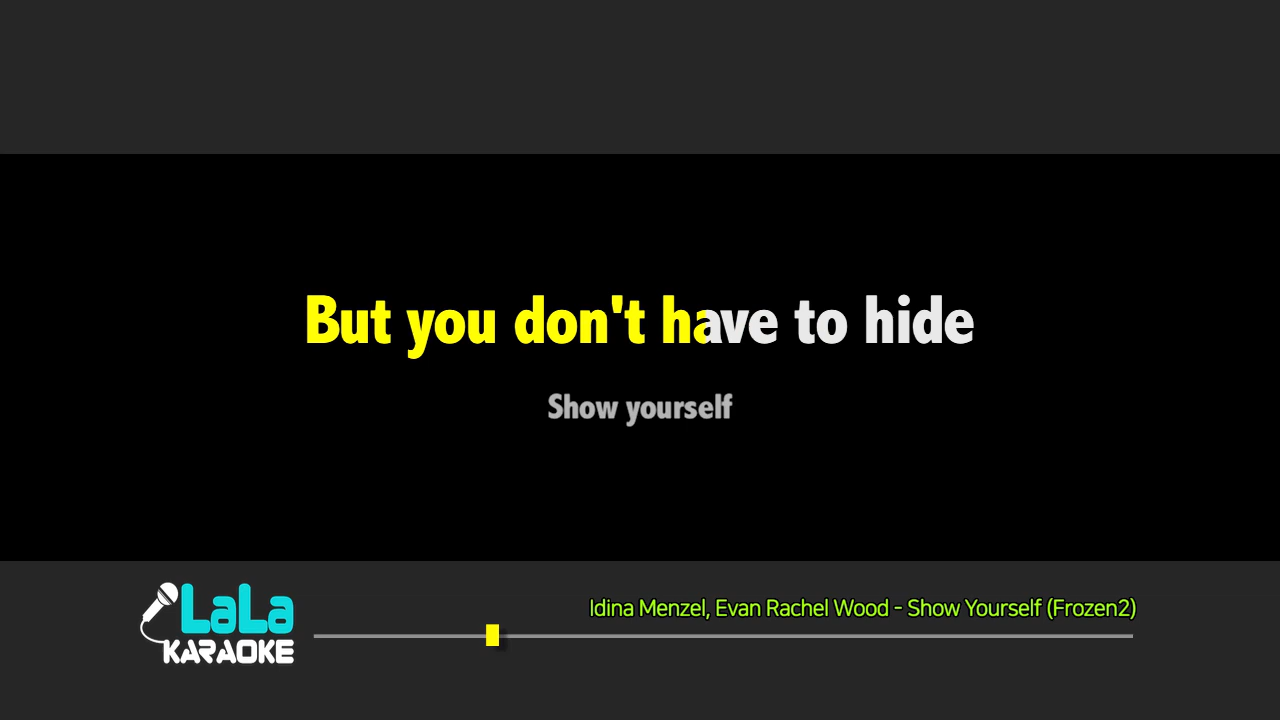 But you don't have to hide
Show yourself
Idina Menzel, Evan Rachel Wood - Show Yourself (Frozen2)
LaLa
KARAOKE